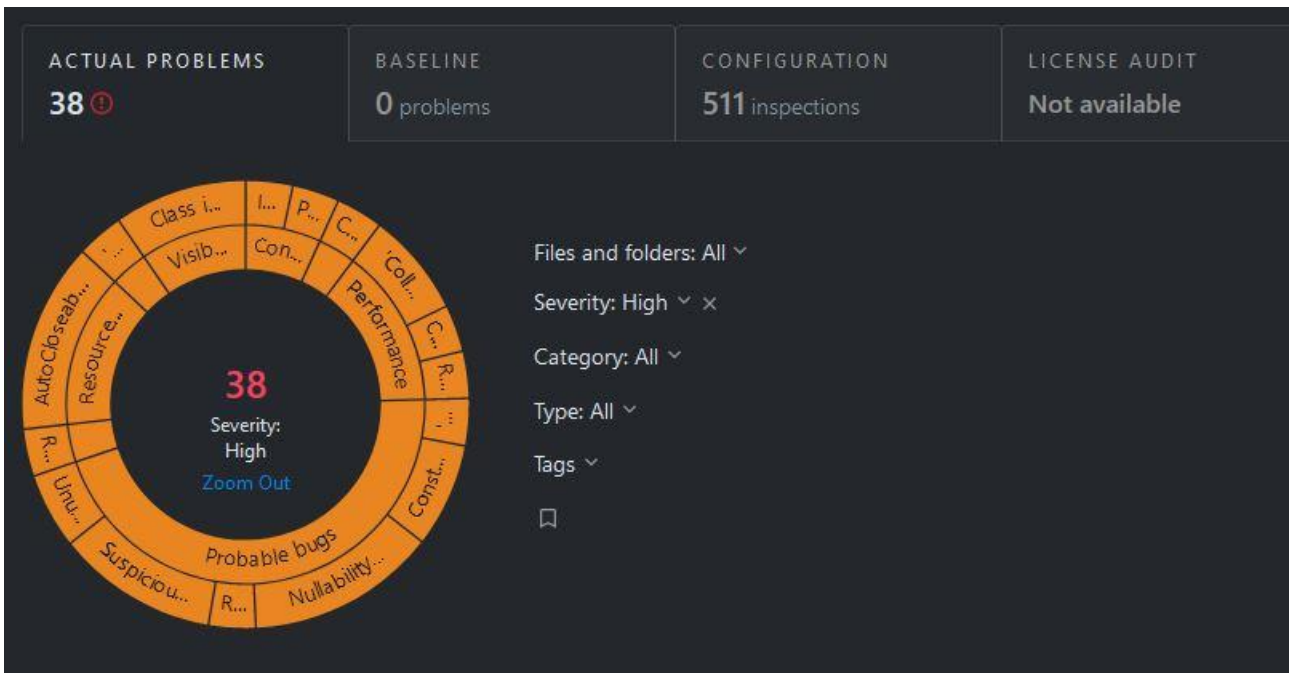 ACTUAL PROBLEMS
38
BASELINE
0 problems
CONFIGURATION
511 inspections
LICENSE AUDIT
Not available
Class i...
I...
P...
C...
'...
Visib...
Con...
'Coll...
AutoCloseab...
Resource...
Performance
C...
R...
38
Severity:
High
Zoom Out
R...
Unu...
Const...
Probable bugs
Suspiciou...
R...
Nullability...
Files and folders: All
Severity: High
Category: All
Type: All
Tags